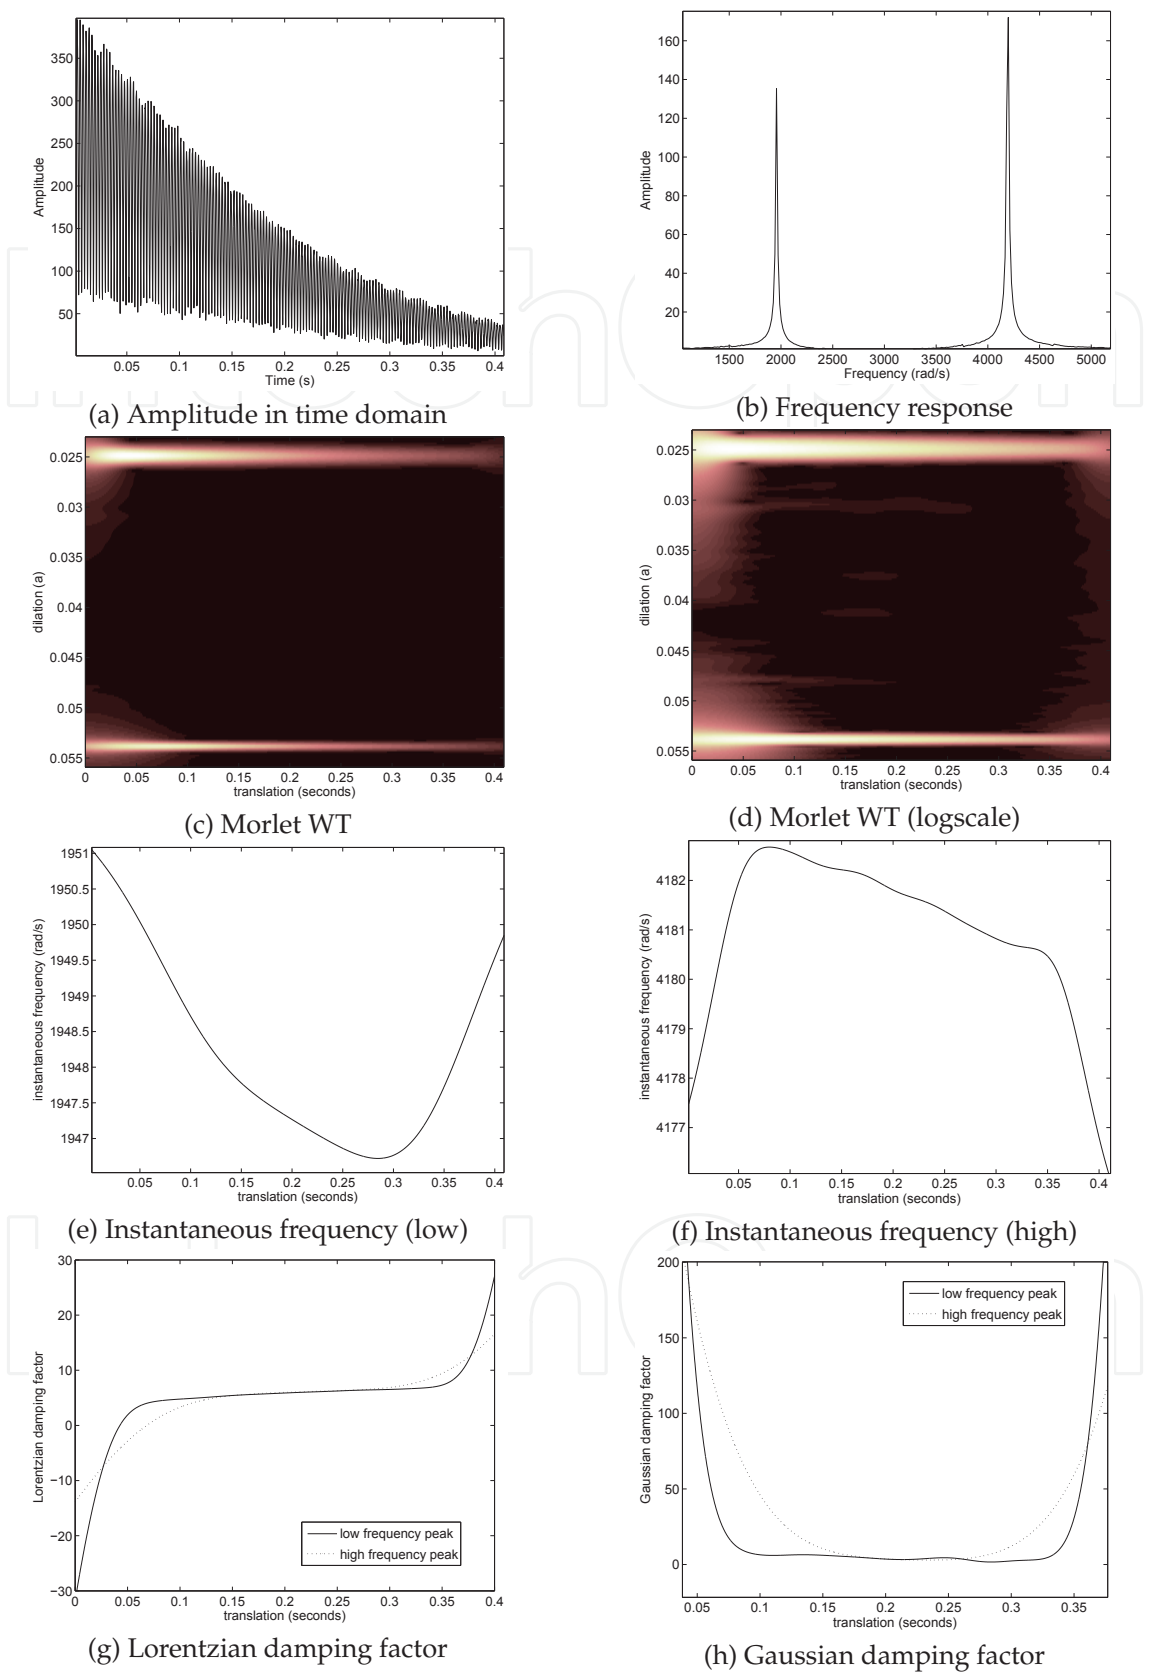 350
300
250
200
150
100
50
0.05 0.1 0.15 0.2 0.25 0.3 0.35 0.4
Time (s)
Amplitude
(a) Amplitude in time domain
160
140
120
100
80
60
40
20
1500 2000 2500 3000 3500 4000 4500 5000
Frequency (rad/s)
Amplitude
(b) Frequency response
0.025
0.03
0.035
0.04
0.045
0.05
0.055
0 0.05 0.1 0.15 0.2 0.25 0.3 0.35 0.4
translation (seconds)
dilation (a)
(c) Morlet WT
0.025
0.03
0.035
0.04
0.045
0.05
0.055
0 0.05 0.1 0.15 0.2 0.25 0.3 0.35 0.4
translation (seconds)
dilation (a)
(d) Morlet WT (logscale)
1951
1950.5
1950
1949.5
1949
1948.5
1948
1947.5
1947
0.05 0.1 0.15 0.2 0.25 0.3 0.35 0.4
translation (seconds)
instantaneous frequency (rad/s)
(e) Instantaneous frequency (low)
4182
4181
4180
4179
4178
4177
0.05 0.1 0.15 0.2 0.25 0.3 0.35 0.4
translation (seconds)
instantaneous frequency (rad/s)
(f) Instantaneous frequency (high)
30
20
10
0
−10
−20
−30
0 0.05 0.1 0.15 0.2 0.25 0.3 0.35 0.4
translation (seconds)
Lorentzian damping factor
low frequency peak
high frequency peak
(g) Lorentzian damping factor
200
150
100
50
0
0.05 0.1 0.15 0.2 0.25 0.3 0.35
translation (seconds)
Gaussian damping factor
low frequency peak
high frequency peak
(h) Gaussian damping factor